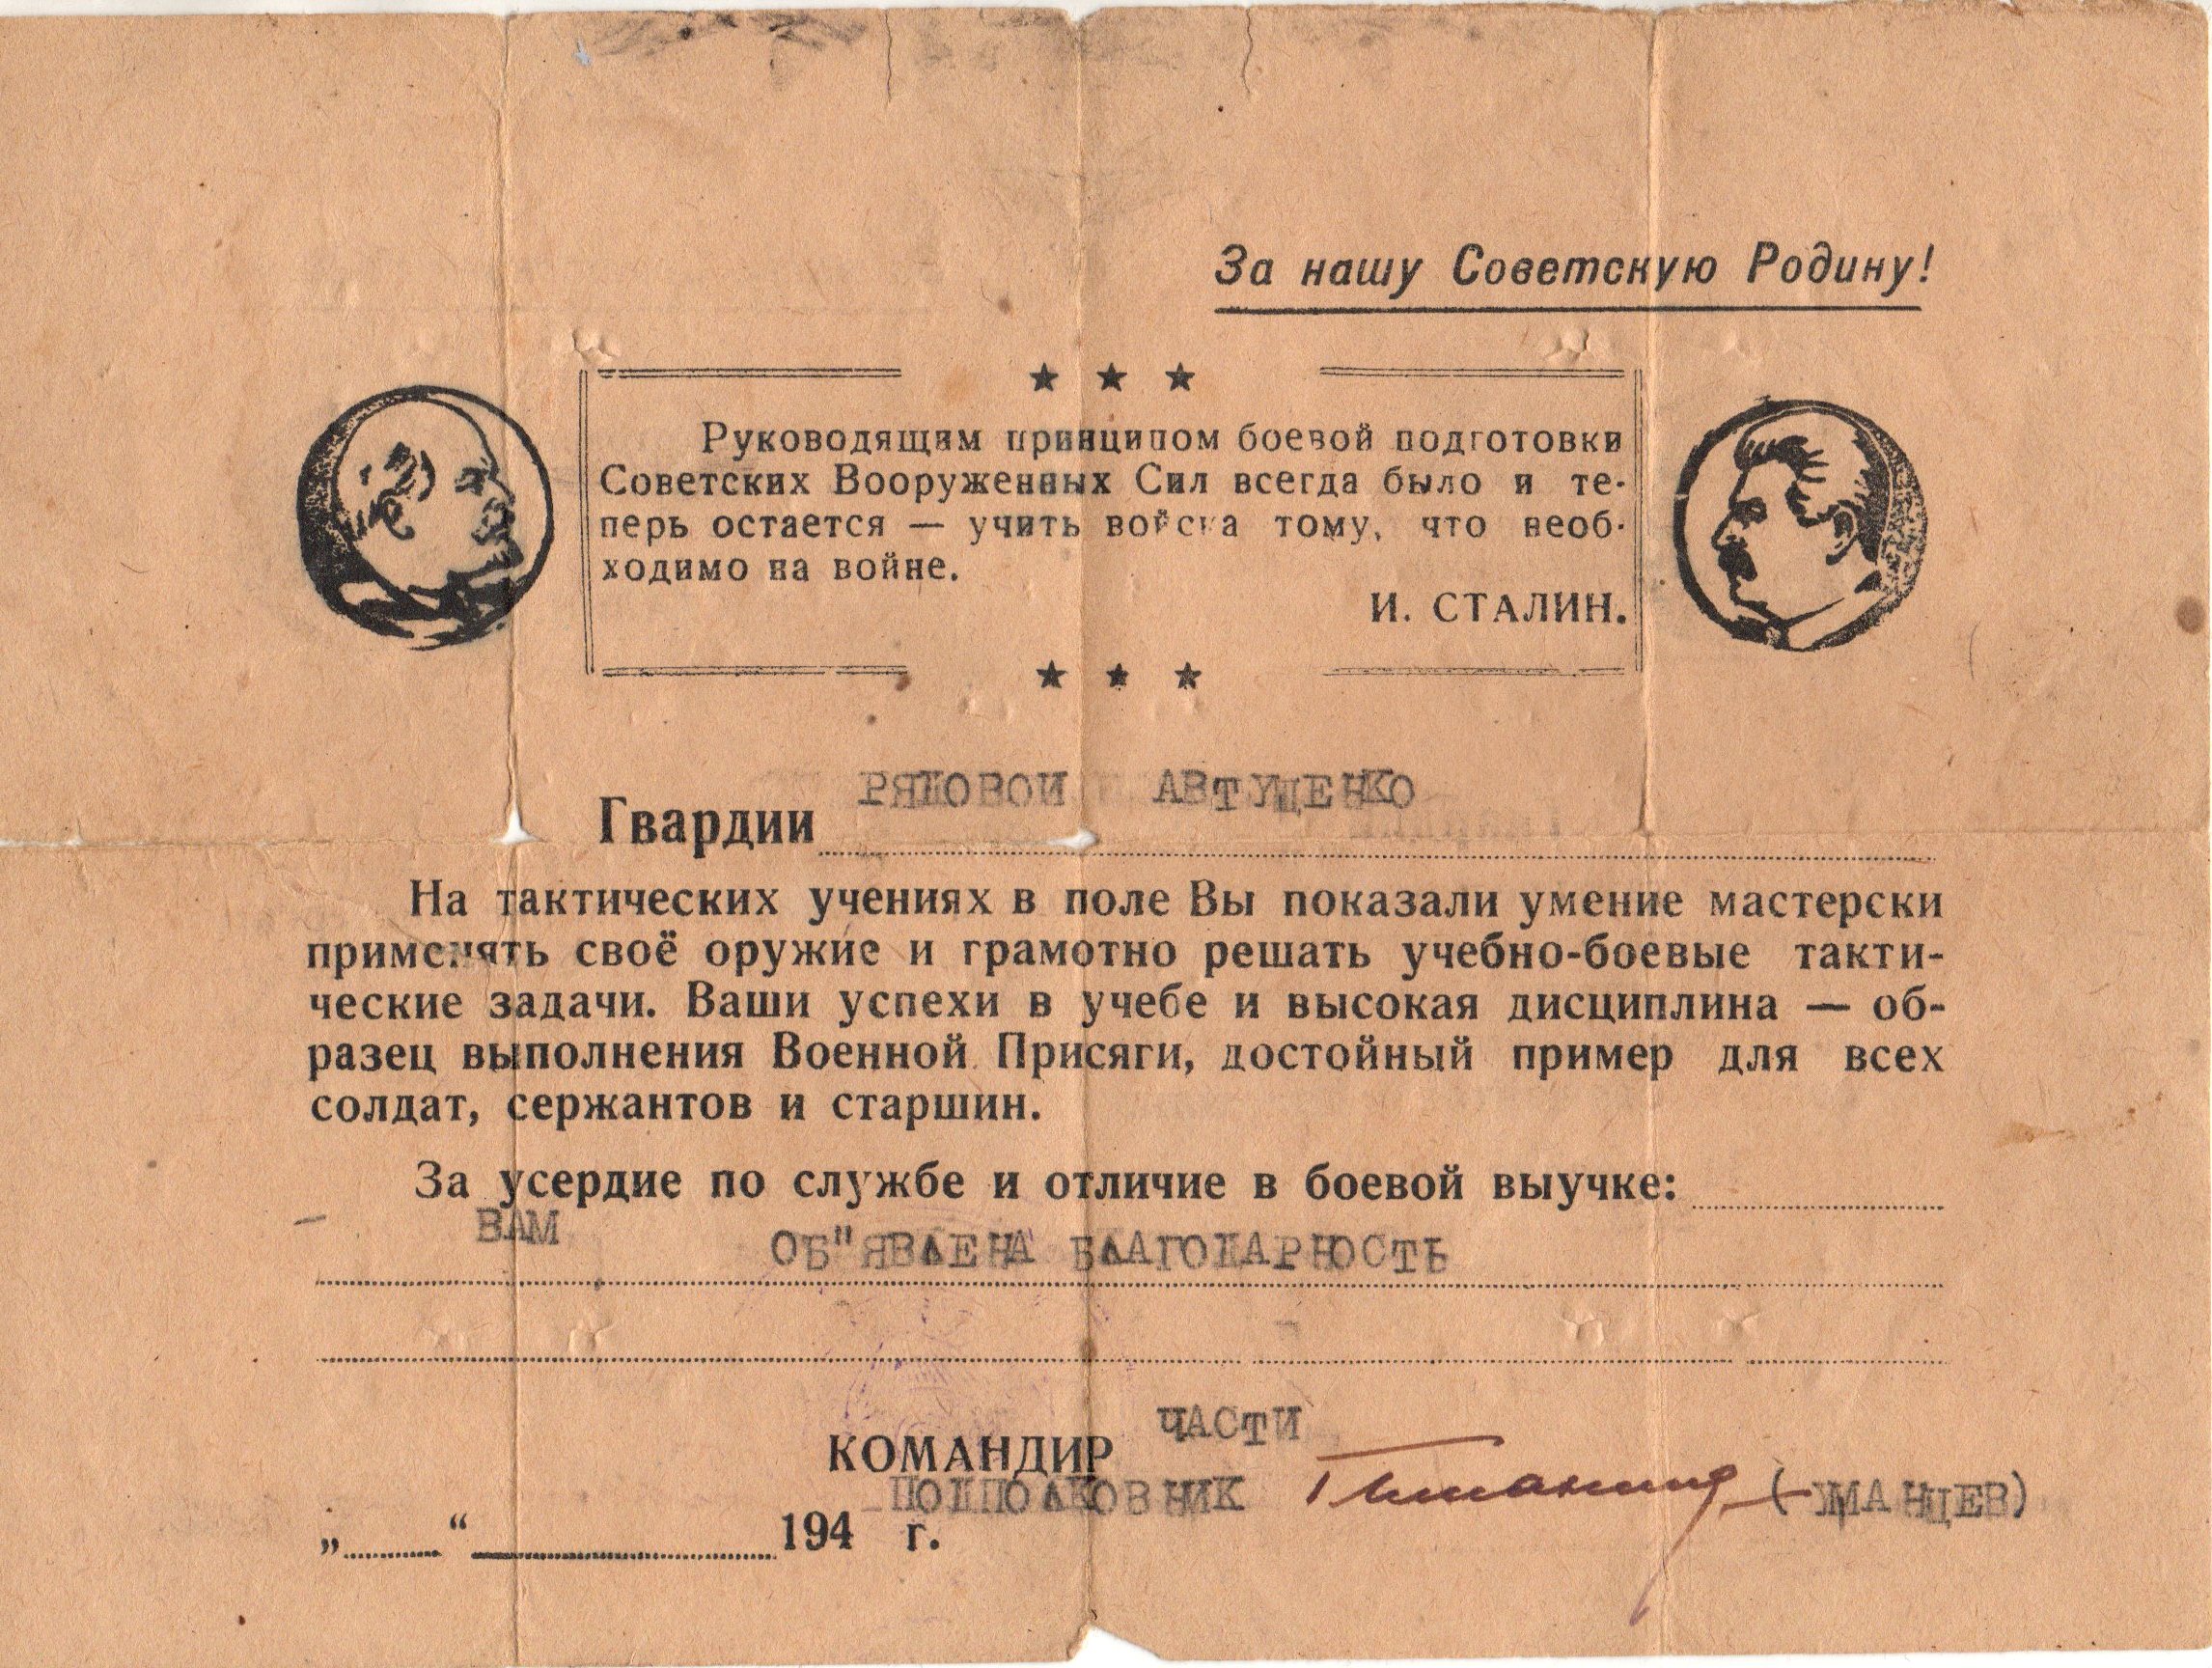 За нашу Советскую Родину!
★ ★ ★
Руководящим принципом боевой подготовки
Советских Вооруженных Сил всегда было и те-
перь остается — учить войска тому, что необ-
ходимо на войне.
И. СТАЛИН.
★ ★ ★
РЯДОВОЙ АВТУЩЕНКО
Гвардии
На тактических учениях в поле Вы показали умение мастерски
применять своё оружие и грамотно решать учебно-боевые такти-
ческие задачи. Ваши успехи в учебе и высокая дисциплина — об-
разец выполнения Военной Присяги, достойный пример для всех
солдат, сержантов и старшин.
За усердие по службе и отличие в боевой выучке:
ВАМ ОБ"ЯВЛЕНА БЛАГОДАРНОСТЬ
КОМАНДИР ЧАСТИ
ПОДПОЛКОВНИК
„ “ 194 г.